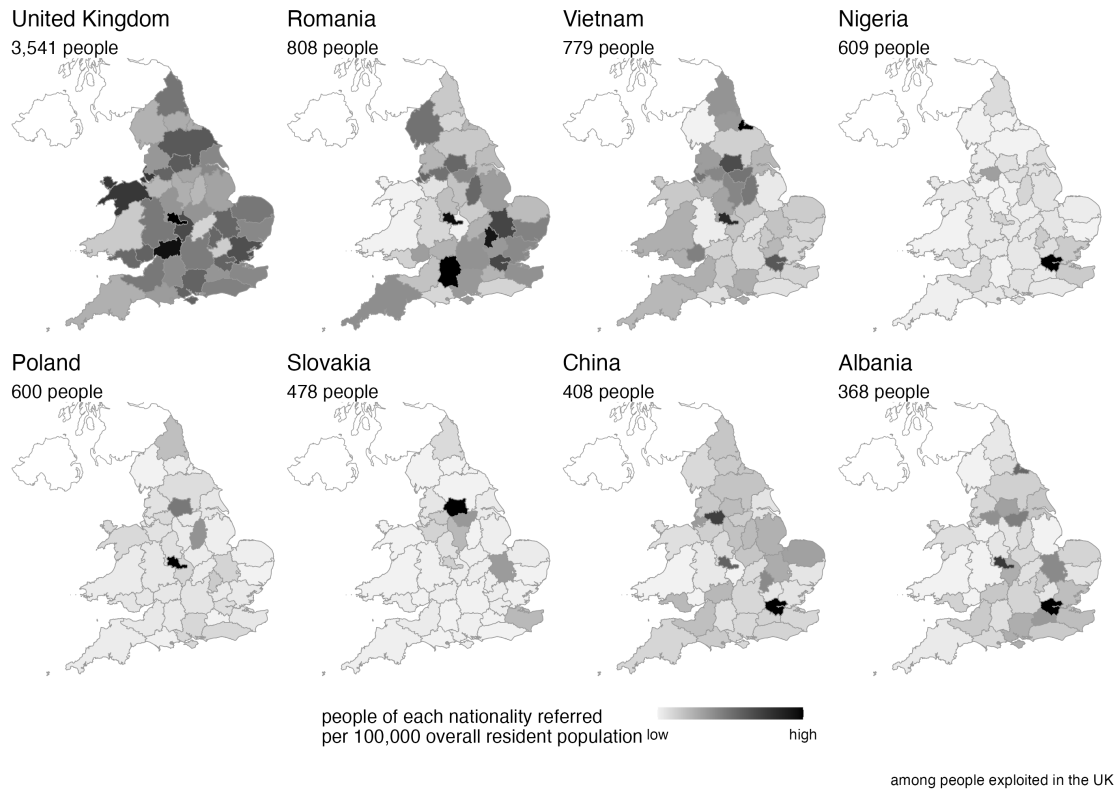 United Kingdom
3,541 people
Romania
808 people
Vietnam
779 people
Nigeria
609 people
Poland
600 people
Slovakia
478 people
China
408 people
Albania
368 people
people of each nationality referred
per 100,000 overall resident population
low
high
among people exploited in the UK